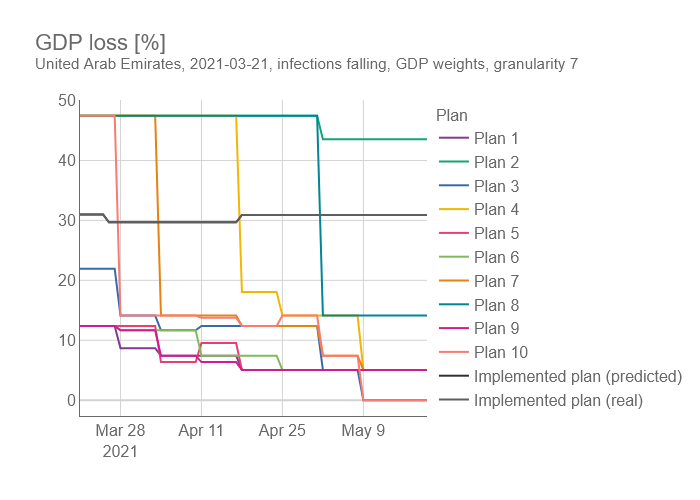 GDP loss [%]
United Arab Emirates, 2021-03-21, infections falling, GDP weights, granularity 7
50
40
30
20
10
0
Mar 28
2021
Apr 11
Apr 25
May 9
Plan
Plan 1
Plan 2
Plan 3
Plan 4
Plan 5
Plan 6
Plan 7
Plan 8
Plan 9
Plan 10
Implemented plan (predicted)
Implemented plan (real)